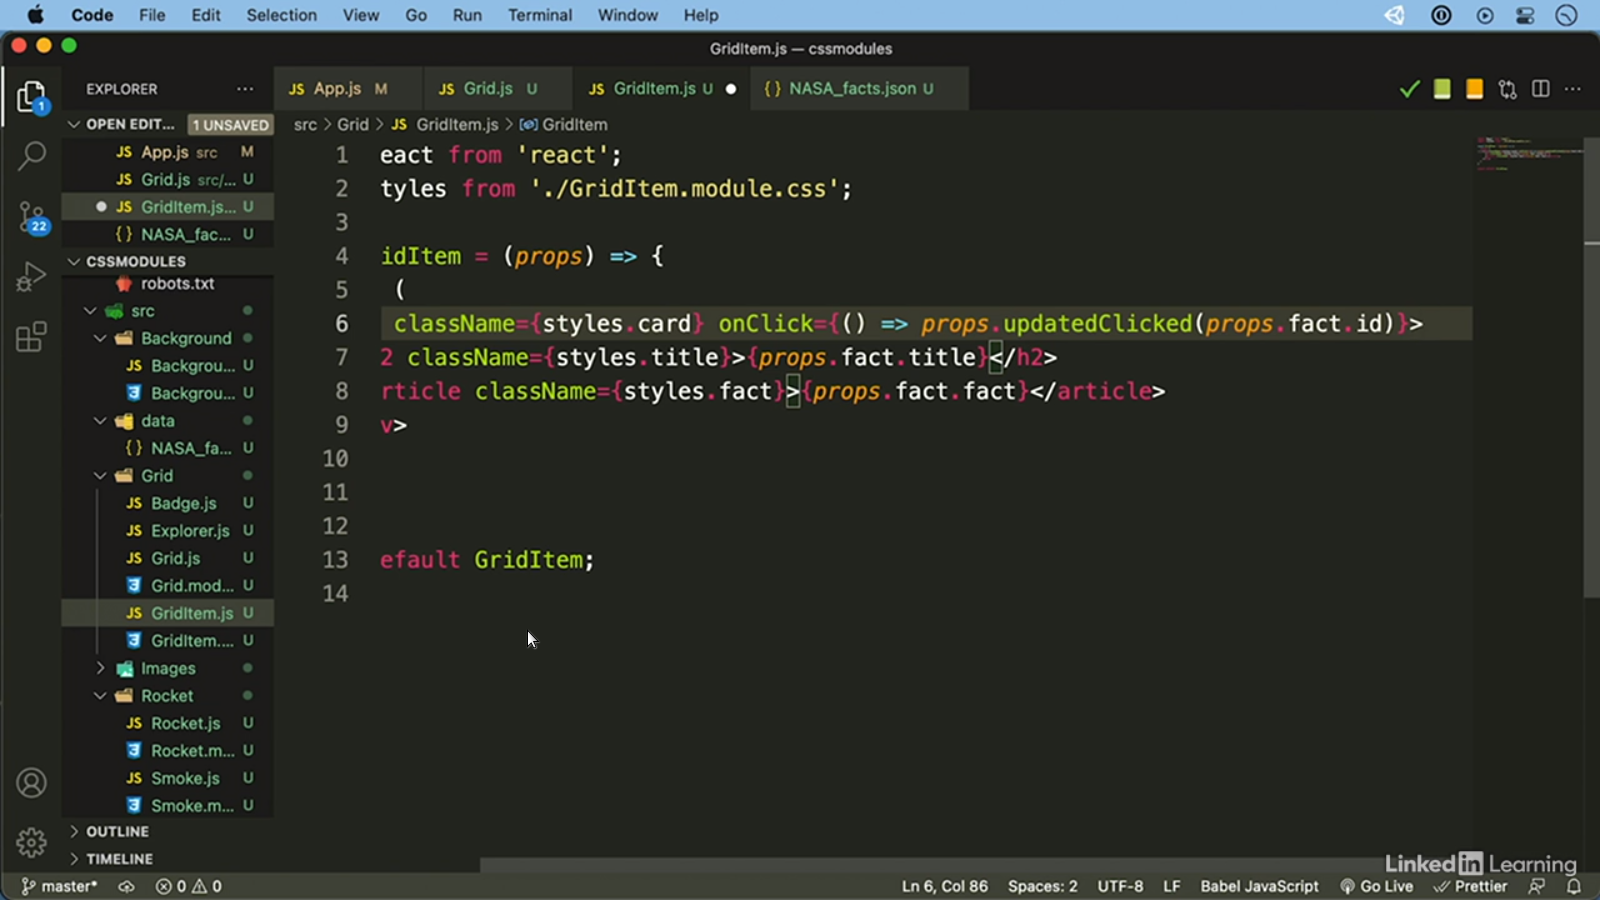 Code File Edit Selection View Go Run Terminal Window Help
GridItem.js — cssmodules
EXPLORER
JS App.js M
JS Grid.js U
JS GridItem.js U
{} NASA_facts.json U
OPEN EDIT... 1 UNSAVED
src > Grid > JS GridItem.js > GridItem
JS App.js src M
JS Grid.js src/... U
JS GridItem.js... U
{} NASA_fac... U
CSSMODULES
robots.txt
src
Background
JS Backgrou... U
Backgrou... U
data
{} NASA_fa... U
Grid
JS Badge.js U
JS Explorer.js U
JS Grid.js U
Grid.mod... U
JS GridItem.js U
GridItem.... U
Images
Rocket
JS Rocket.js U
Rocket.m... U
JS Smoke.js U
Smoke.m... U
OUTLINE
TIMELINE
1
22
1 eact from 'react';
2 tyles from './GridItem.module.css';
3
4 idItem = (props) => {
5 (
6 className={styles.card} onClick={() => props.updatedClicked(props.fact.id)}>
7 2 className={styles.title}>{props.fact.title}</h2>
8 rticle className={styles.fact}>{props.fact.fact}</article>
9 v>
10
11
12
13 efault GridItem;
14
LinkedIn Learning
master* 0 0 Ln 6, Col 86 Spaces: 2 UTF-8 LF Babel JavaScript Go Live Prettier